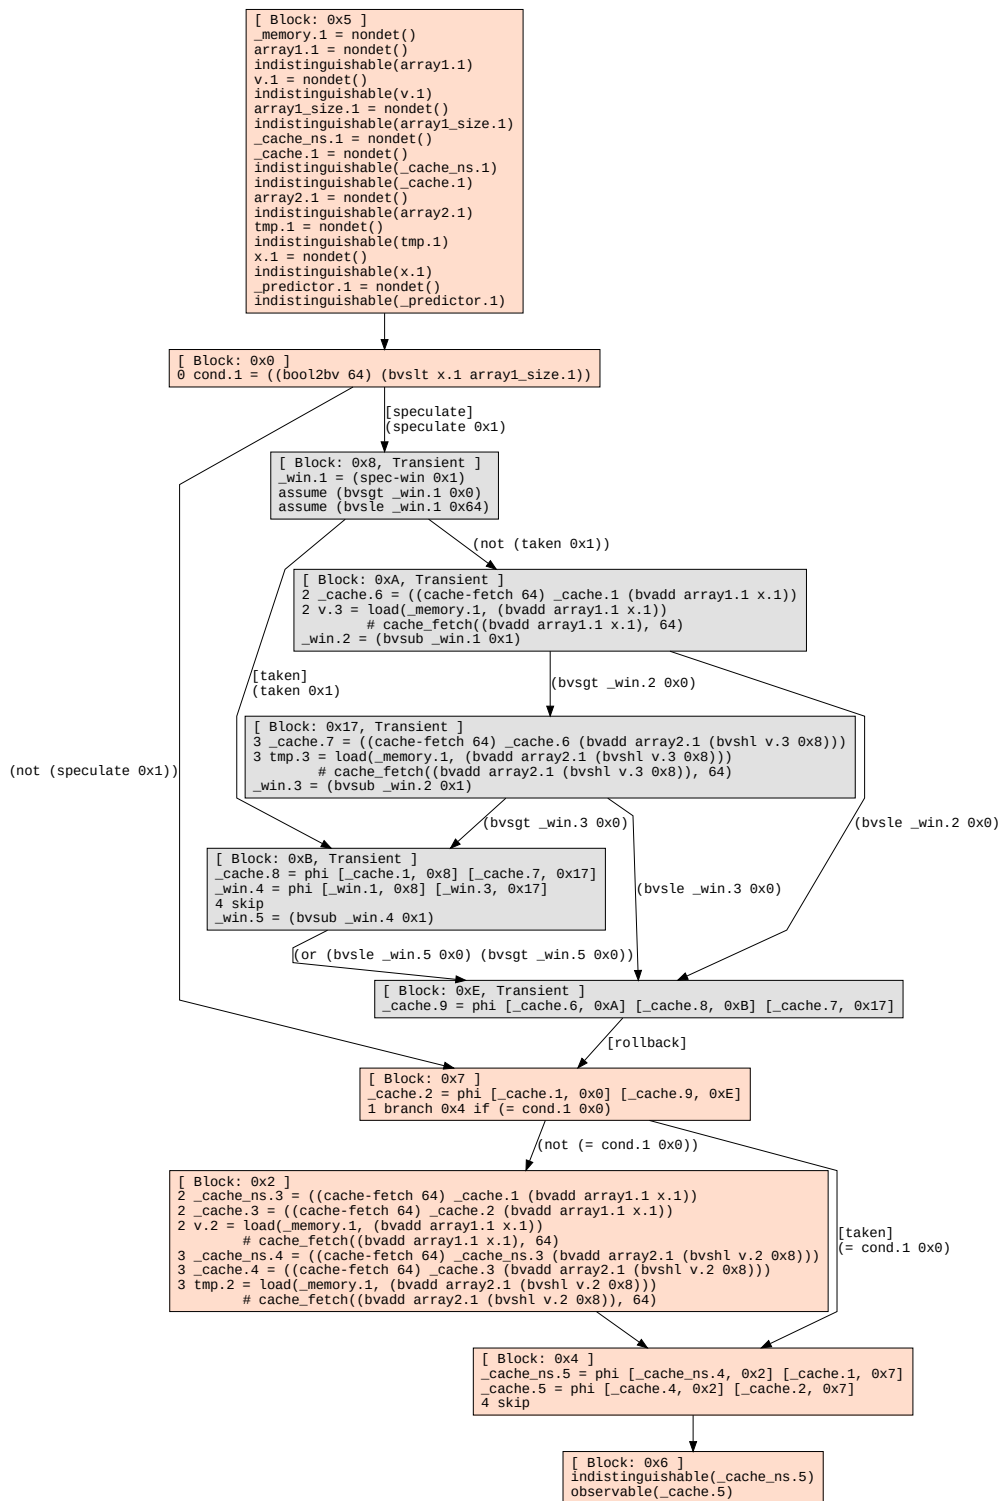 [ Block: 0x5 ]
_memory.1 = nondet()
array1.1 = nondet()
indistinguishable(array1.1)
v.1 = nondet()
indistinguishable(v.1)
array1_size.1 = nondet()
indistinguishable(array1_size.1)
_cache_ns.1 = nondet()
_cache.1 = nondet()
indistinguishable(_cache_ns.1)
indistinguishable(_cache.1)
array2.1 = nondet()
indistinguishable(array2.1)
tmp.1 = nondet()
indistinguishable(tmp.1)
x.1 = nondet()
indistinguishable(x.1)
_predictor.1 = nondet()
indistinguishable(_predictor.1)
[ Block: 0x0 ]
0 cond.1 = ((bool2bv 64) (bvslt x.1 array1_size.1))
[speculate]
(speculate 0x1)
[ Block: 0x8, Transient ]
_win.1 = (spec-win 0x1)
assume (bvsgt _win.1 0x0)
assume (bvsle _win.1 0x64)
(not (taken 0x1))
[ Block: 0xA, Transient ]
2 _cache.6 = ((cache-fetch 64) _cache.1 (bvadd array1.1 x.1))
2 v.3 = load(_memory.1, (bvadd array1.1 x.1))
# cache_fetch((bvadd array1.1 x.1), 64)
_win.2 = (bvsub _win.1 0x1)
[taken]
(taken 0x1)
(bvsgt _win.2 0x0)
[ Block: 0x17, Transient ]
3 _cache.7 = ((cache-fetch 64) _cache.6 (bvadd array2.1 (bvshl v.3 0x8)))
3 tmp.3 = load(_memory.1, (bvadd array2.1 (bvshl v.3 0x8)))
# cache_fetch((bvadd array2.1 (bvshl v.3 0x8)), 64)
_win.3 = (bvsub _win.2 0x1)
(not (speculate 0x1))
(bvsgt _win.3 0x0)
(bvsle _win.2 0x0)
[ Block: 0xB, Transient ]
_cache.8 = phi [_cache.1, 0x8] [_cache.7, 0x17]
_win.4 = phi [_win.1, 0x8] [_win.3, 0x17]
4 skip
_win.5 = (bvsub _win.4 0x1)
(bvsle _win.3 0x0)
(or (bvsle _win.5 0x0) (bvsgt _win.5 0x0))
[ Block: 0xE, Transient ]
_cache.9 = phi [_cache.6, 0xA] [_cache.8, 0xB] [_cache.7, 0x17]
[rollback]
[ Block: 0x7 ]
_cache.2 = phi [_cache.1, 0x0] [_cache.9, 0xE]
1 branch 0x4 if (= cond.1 0x0)
(not (= cond.1 0x0))
[ Block: 0x2 ]
2 _cache_ns.3 = ((cache-fetch 64) _cache.1 (bvadd array1.1 x.1))
2 _cache.3 = ((cache-fetch 64) _cache.2 (bvadd array1.1 x.1))
2 v.2 = load(_memory.1, (bvadd array1.1 x.1))
# cache_fetch((bvadd array1.1 x.1), 64)
3 _cache_ns.4 = ((cache-fetch 64) _cache_ns.3 (bvadd array2.1 (bvshl v.2 0x8)))
3 _cache.4 = ((cache-fetch 64) _cache.3 (bvadd array2.1 (bvshl v.2 0x8)))
3 tmp.2 = load(_memory.1, (bvadd array2.1 (bvshl v.2 0x8)))
# cache_fetch((bvadd array2.1 (bvshl v.2 0x8)), 64)
[taken]
(= cond.1 0x0)
[ Block: 0x4 ]
_cache_ns.5 = phi [_cache_ns.4, 0x2] [_cache.1, 0x7]
_cache.5 = phi [_cache.4, 0x2] [_cache.2, 0x7]
4 skip
[ Block: 0x6 ]
indistinguishable(_cache_ns.5)
observable(_cache.5)